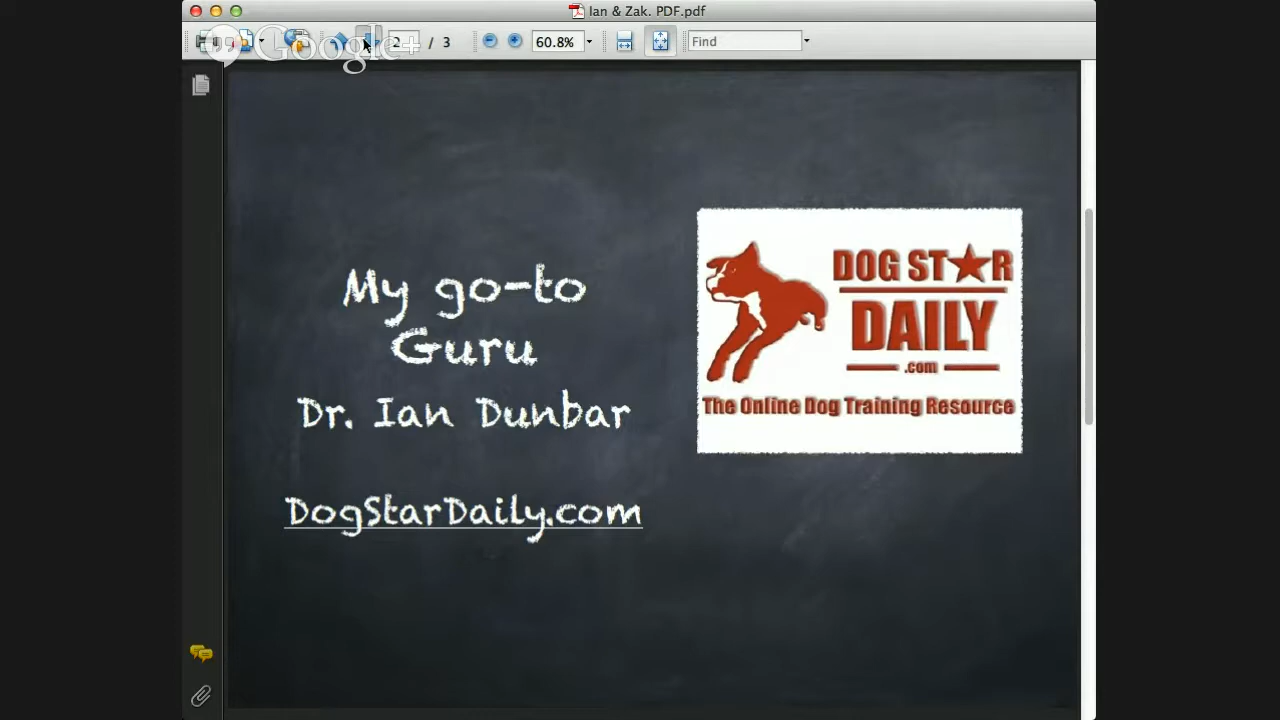 Ian & Zak. PDF.pdf
Google+
2 / 3
60.8%
Find
My go-to
Guru
Dr. Ian Dunbar
DogStarDaily.com
DOG ST★R
DAILY
.com
The Online Dog Training Resource